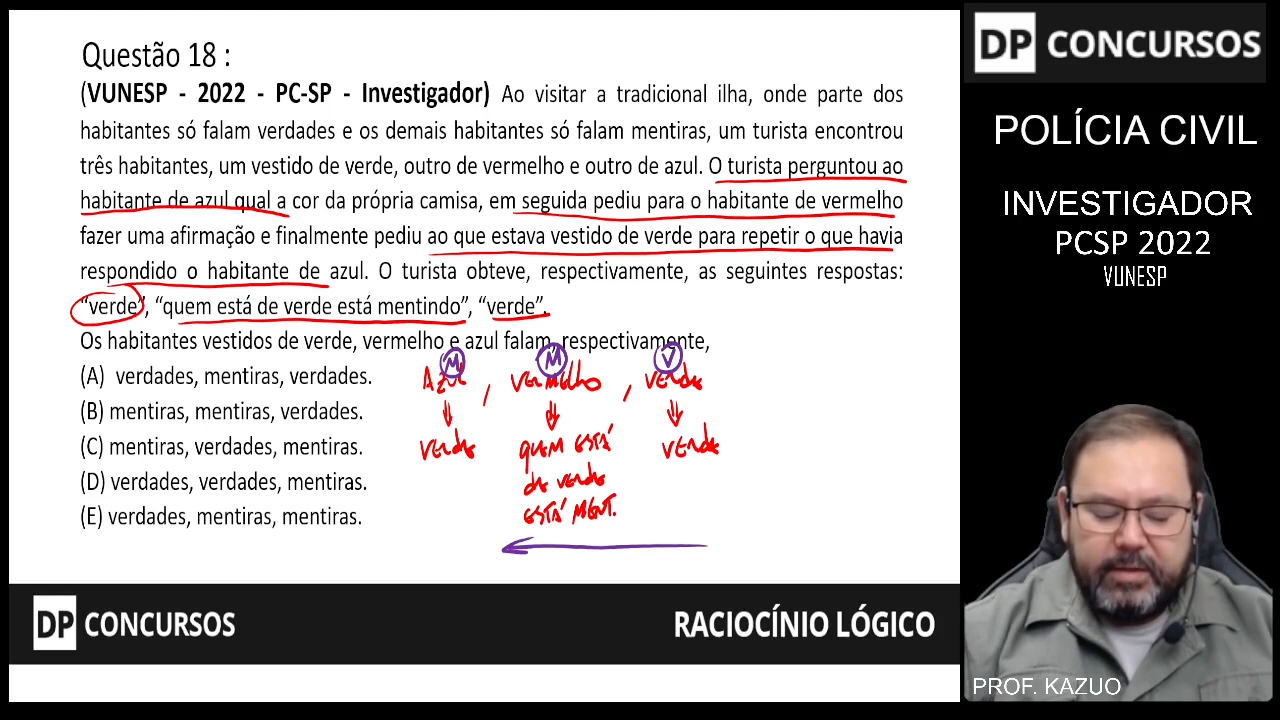 Questão 18 :
(VUNESP - 2022 - PC-SP - Investigador) Ao visitar a tradicional ilha, onde parte dos
habitantes só falam verdades e os demais habitantes só falam mentiras, um turista encontrou
três habitantes, um vestido de verde, outro de vermelho e outro de azul. O turista perguntou ao
habitante de azul qual a cor da própria camisa, em seguida pediu para o habitante de vermelho
fazer uma afirmação e finalmente pediu ao que estava vestido de verde para repetir o que havia
respondido o habitante de azul. O turista obteve, respectivamente, as seguintes respostas:
“verde”, “quem está de verde está mentindo”, “verde”.
Os habitantes vestidos de verde, vermelho e azul falam, respectivamente,
(A) verdades, mentiras, verdades.
(B) mentiras, mentiras, verdades.
(C) mentiras, verdades, mentiras.
(D) verdades, verdades, mentiras.
(E) verdades, mentiras, mentiras.
M M V
AZUL , VERMELHO , VERDE
VERDE QUEM ESTÁ VERDE
DE VERDE
ESTÁ MENT.
DP CONCURSOS
RACIOCÍNIO LÓGICO
DP CONCURSOS
POLÍCIA CIVIL
INVESTIGADOR
PCSP 2022
VUNESP
PROF. KAZUO